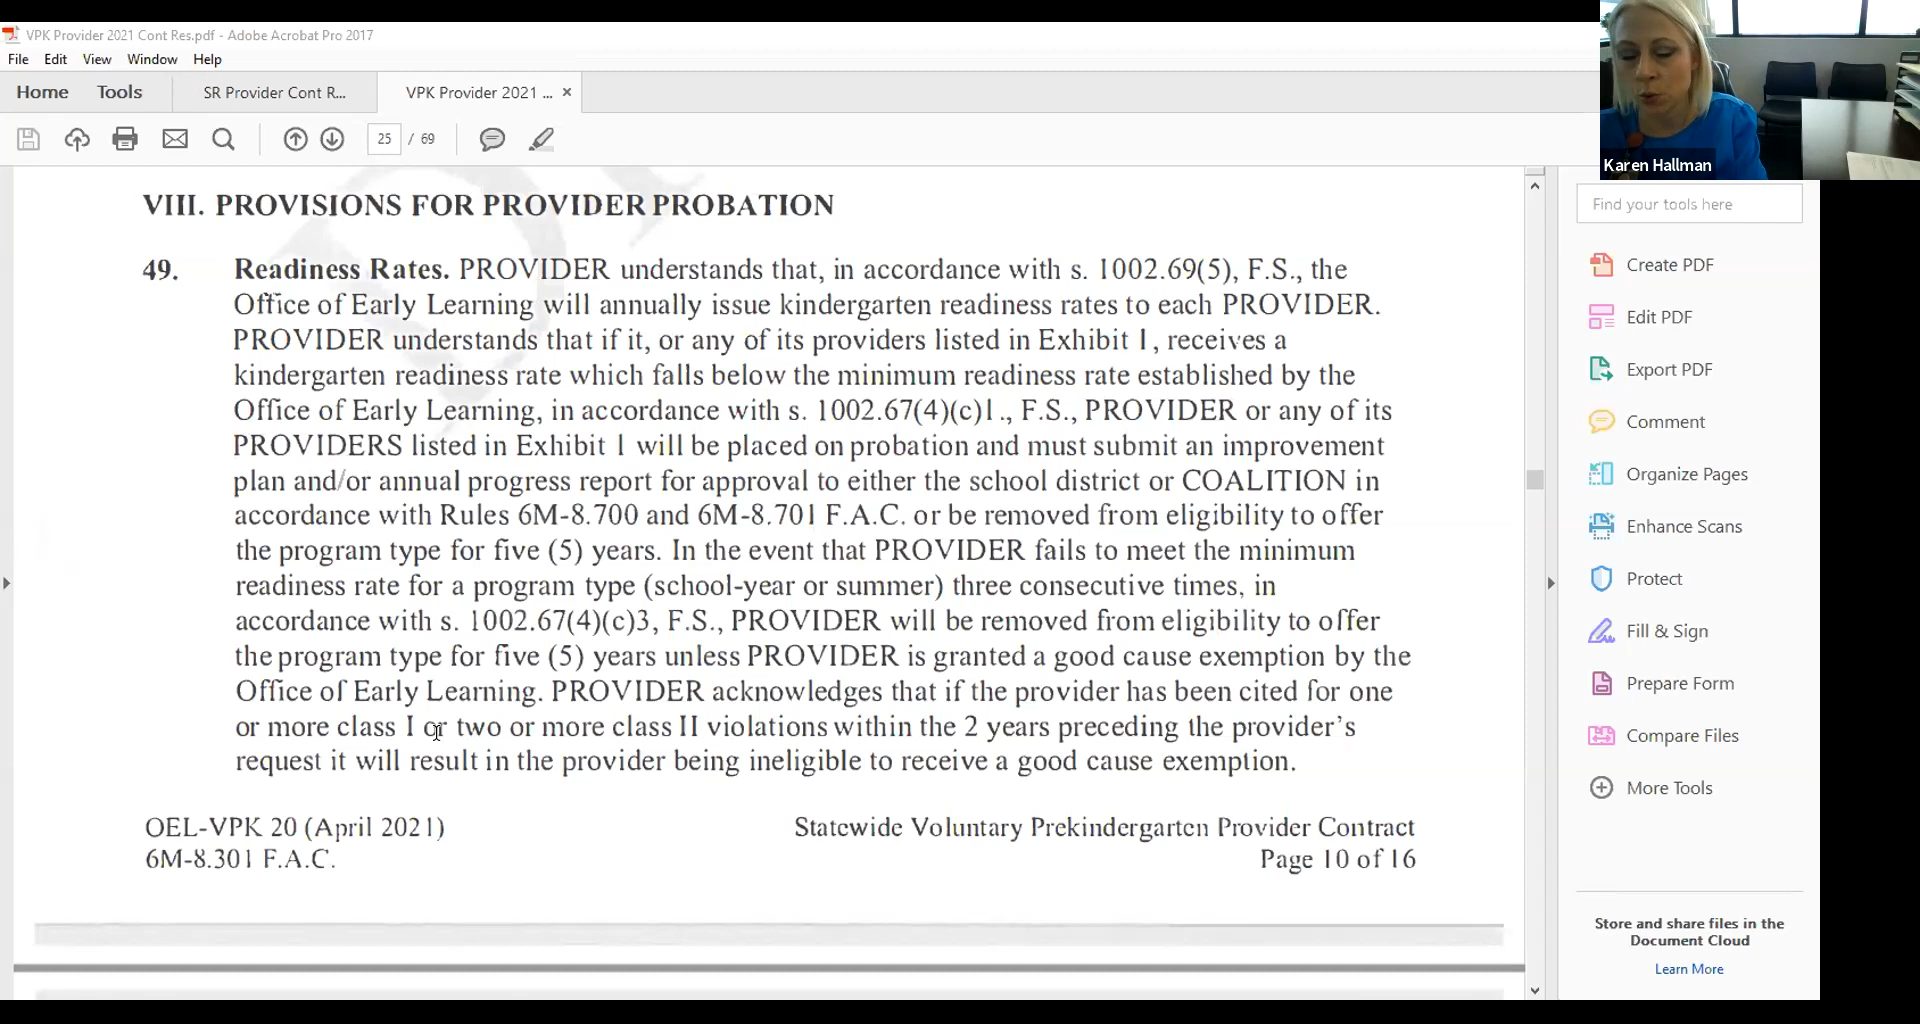 VPK Provider 2021 Cont Res.pdf - Adobe Acrobat Pro 2017
File Edit View Window Help
Home Tools SR Provider Cont R... VPK Provider 2021 ... ×
25 / 69
Karen Hallman
VIII. PROVISIONS FOR PROVIDER PROBATION
49. Readiness Rates. PROVIDER understands that, in accordance with s. 1002.69(5), F.S., the
Office of Early Learning will annually issue kindergarten readiness rates to each PROVIDER.
PROVIDER understands that if it, or any of its providers listed in Exhibit 1, receives a
kindergarten readiness rate which falls below the minimum readiness rate established by the
Office of Early Learning, in accordance with s. 1002.67(4)(c)1., F.S., PROVIDER or any of its
PROVIDERS listed in Exhibit 1 will be placed on probation and must submit an improvement
plan and/or annual progress report for approval to either the school district or COALITION in
accordance with Rules 6M-8.700 and 6M-8.701 F.A.C. or be removed from eligibility to offer
the program type for five (5) years. In the event that PROVIDER fails to meet the minimum
readiness rate for a program type (school-year or summer) three consecutive times, in
accordance with s. 1002.67(4)(c)3, F.S., PROVIDER will be removed from eligibility to offer
the program type for five (5) years unless PROVIDER is granted a good cause exemption by the
Office of Early Learning. PROVIDER acknowledges that if the provider has been cited for one
or more class I or two or more class II violations within the 2 years preceding the provider's
request it will result in the provider being ineligible to receive a good cause exemption.
OEL-VPK 20 (April 2021) Statewide Voluntary Prekindergarten Provider Contract
6M-8.301 F.A.C. Page 10 of 16
Find your tools here
Create PDF
Edit PDF
Export PDF
Comment
Organize Pages
Enhance Scans
Protect
Fill & Sign
Prepare Form
Compare Files
More Tools
Store and share files in the
Document Cloud
Learn More